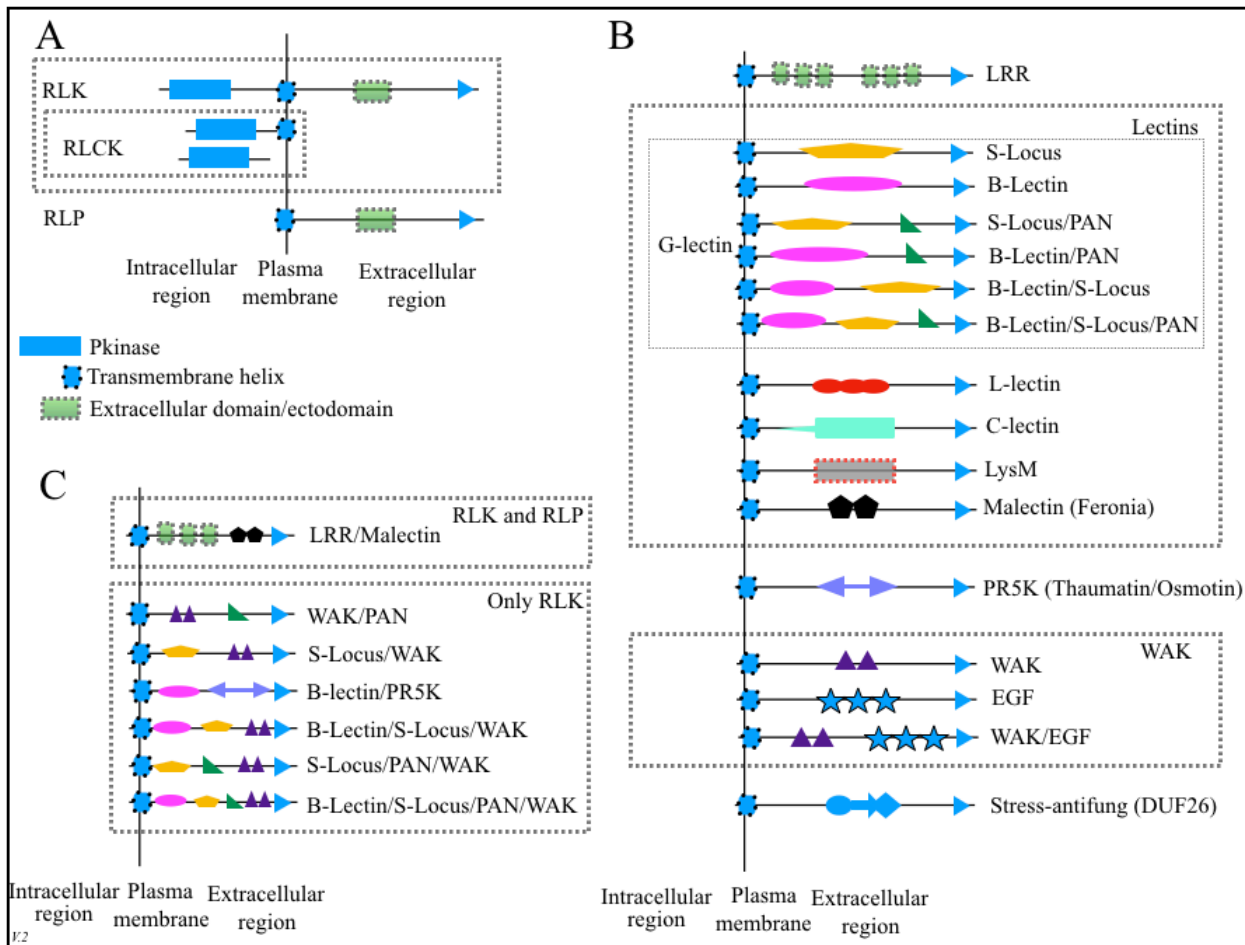 A
RLK
RLCK
RLP
Intracellular
region
Plasma
membrane
Extracellular
region
Pkinase
Transmembrane helix
Extracellular domain/ectodomain
B
LRR
Lectins
G-lectin
S-Locus
B-Lectin
S-Locus/PAN
B-Lectin/PAN
B-Lectin/S-Locus
B-Lectin/S-Locus/PAN
L-lectin
C-lectin
LysM
Malectin (Feronia)
PR5K (Thaumatin/Osmotin)
WAK
WAK
EGF
WAK/EGF
Stress-antifung (DUF26)
Intracellular
region
Plasma
membrane
Extracellular
region
C
RLK and RLP
LRR/Malectin
Only RLK
WAK/PAN
S-Locus/WAK
B-lectin/PR5K
B-Lectin/S-Locus/WAK
S-Locus/PAN/WAK
B-Lectin/S-Locus/PAN/WAK
Intracellular
region
Plasma
membrane
Extracellular
region
V.2